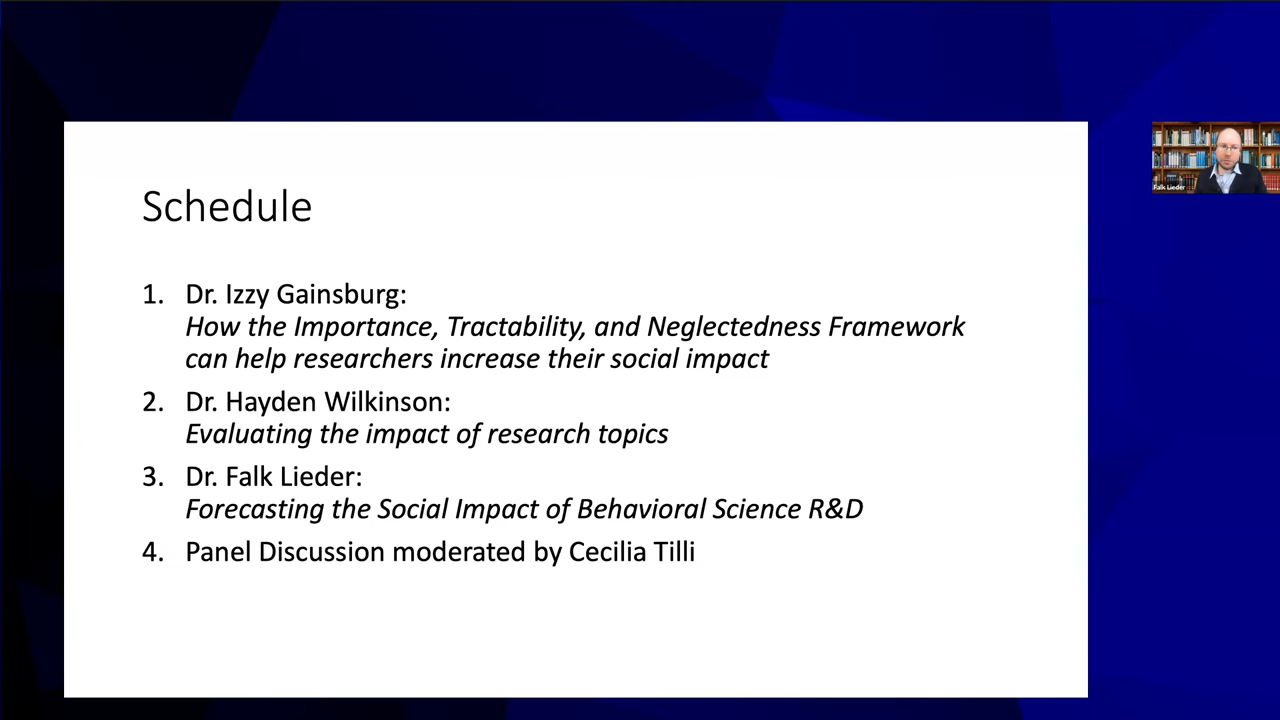 Schedule
1. Dr. Izzy Gainsburg:
How the Importance, Tractability, and Neglectedness Framework
can help researchers increase their social impact
2. Dr. Hayden Wilkinson:
Evaluating the impact of research topics
3. Dr. Falk Lieder:
Forecasting the Social Impact of Behavioral Science R&D
4. Panel Discussion moderated by Cecilia Tilli
Falk Lieder